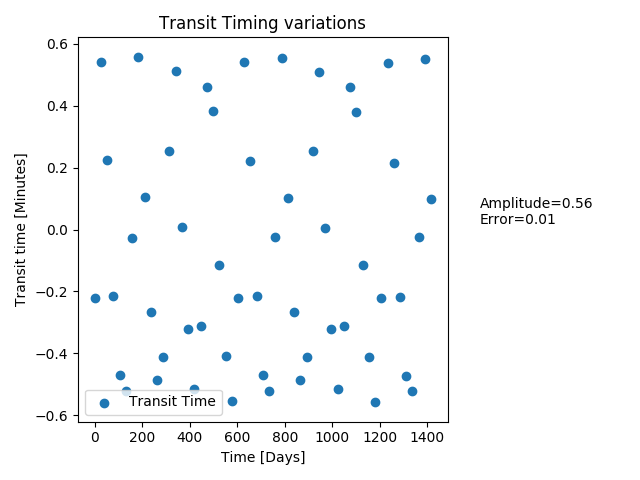 Transit Timing variations
Transit time [Minutes]
0.6
0.4
0.2
0.0
−0.2
−0.4
−0.6
Transit Time
0
200
400
600
800
1000
1200
1400
Time [Days]
Amplitude=0.56
Error=0.01